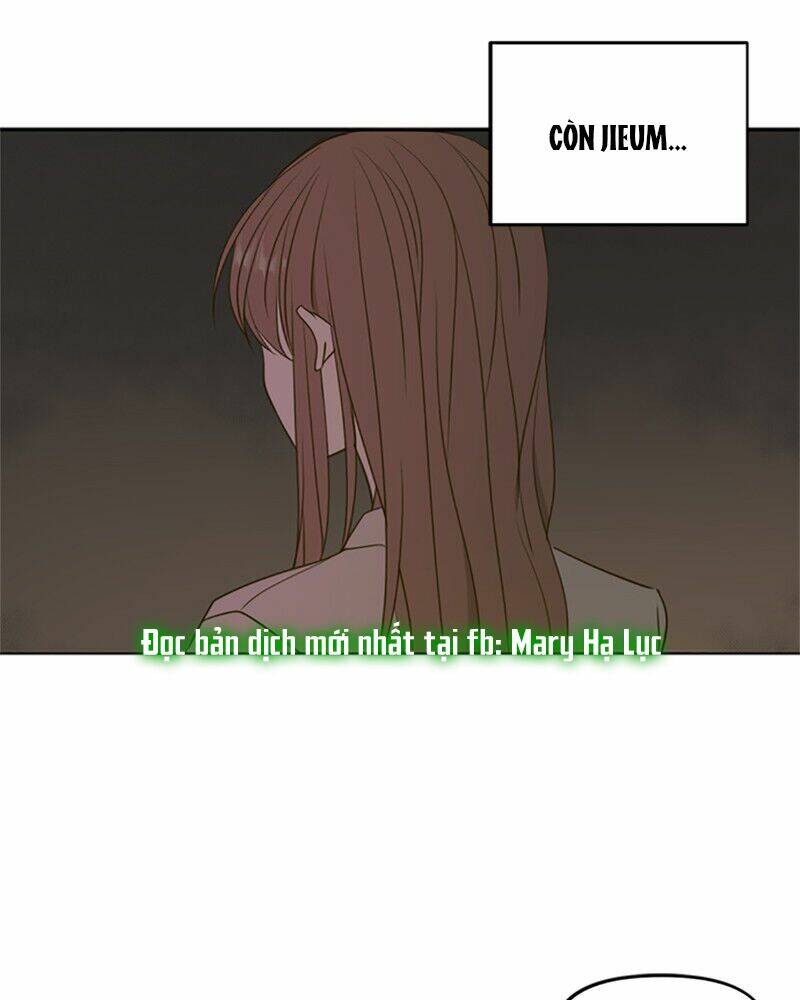 CÒN JIEUM...
Đọc bản dịch mới nhất tại fb: Mary Hạ Lục